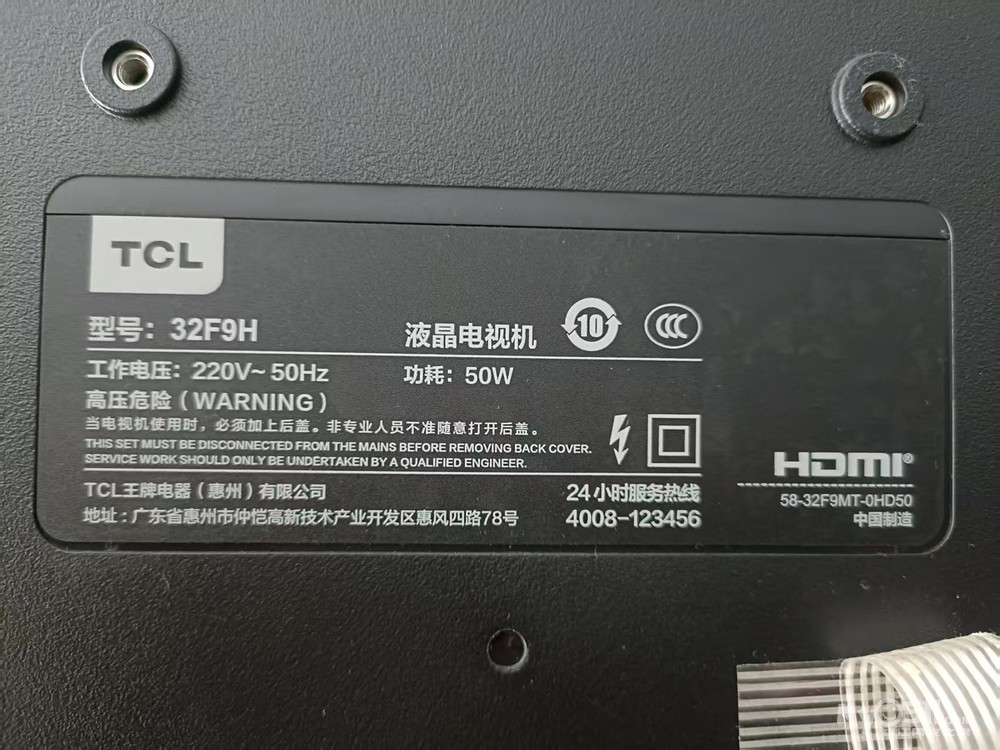 TCL
型号：32F9H
液晶电视机
10
工作电压：220V~ 50Hz
功耗：50W
高压危险（WARNING）
当电视机使用时，必须加上后盖。非专业人员不准随意打开后盖。
THIS SET MUST BE DISCONNECTED FROM THE MAINS BEFORE REMOVING BACK COVER.
SERVICE WORK SHOULD ONLY BE UNDERTAKEN BY A QUALIFIED ENGINEER.
TCL王牌电器（惠州）有限公司
地址：广东省惠州市仲恺高新技术产业开发区惠风四路78号
24小时服务热线
4008-123456
HDMI®
58-32F9MT-0HD50
中国制造